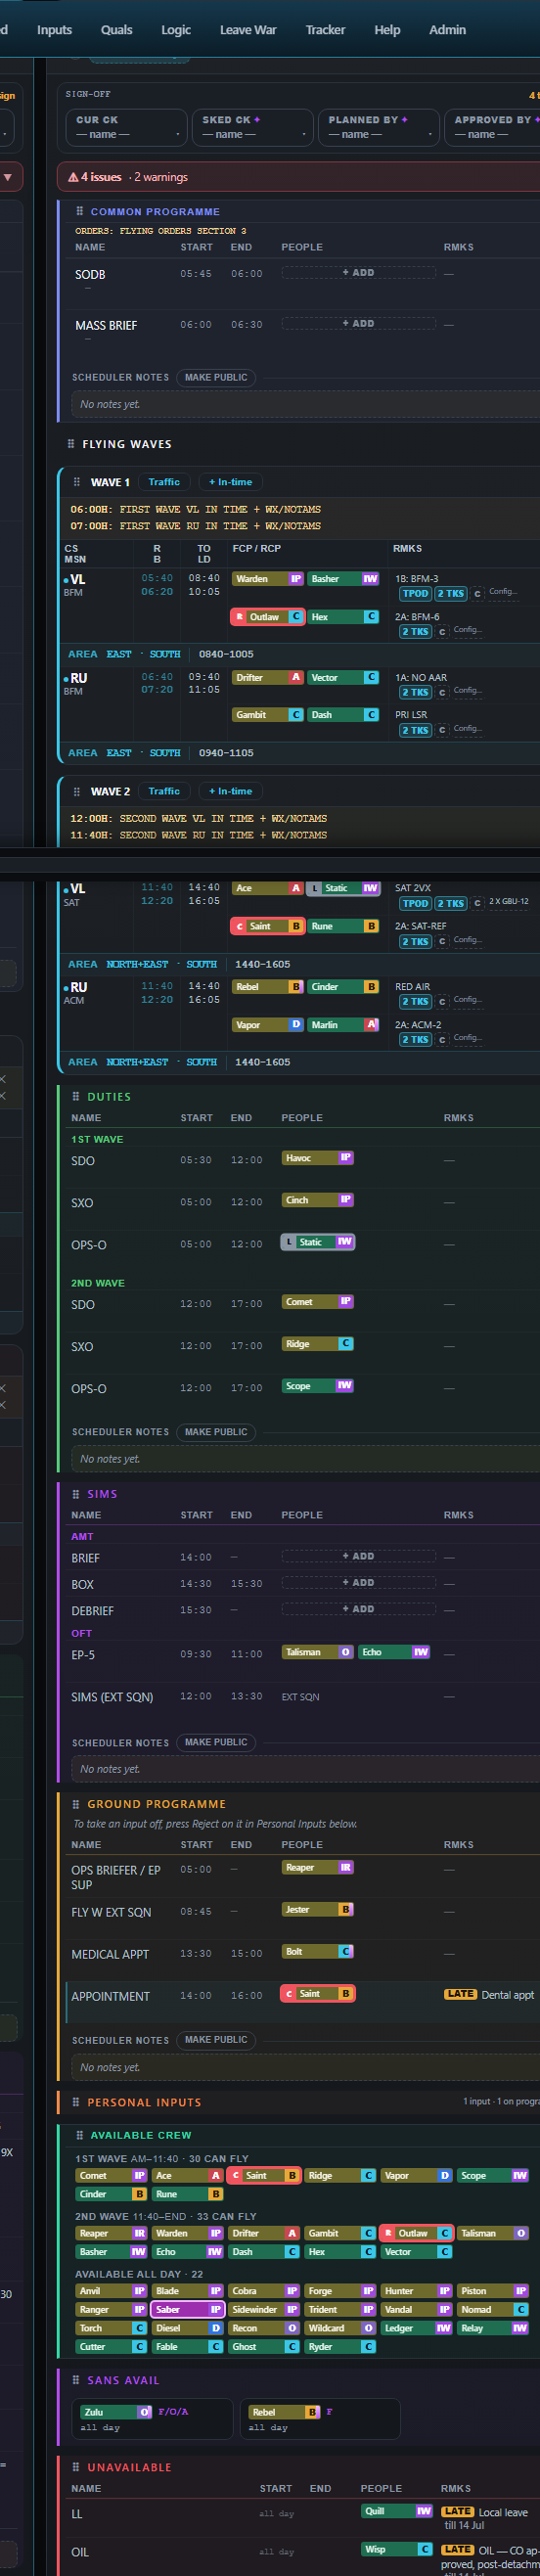 ed Inputs Quals Logic Leave War Tracker Help Admin
SIGN-OFF
CUR CK SKED CK ✦ PLANNED BY ✦ APPROVED BY ✦
— name — — name — — name — — name —
⚠ 4 issues · 2 warnings
COMMON PROGRAMME
ORDERS: FLYING ORDERS SECTION 3
NAME START END PEOPLE RMKS
SODB 05:45 06:00 + ADD —
—
MASS BRIEF 06:00 06:30 + ADD —
—
SCHEDULER NOTES MAKE PUBLIC
No notes yet.
FLYING WAVES
WAVE 1 Traffic + In-time
06:00H: FIRST WAVE VL IN TIME + WX/NOTAMS
07:00H: FIRST WAVE RU IN TIME + WX/NOTAMS
CS R TO FCP / RCP RMKS
MSN B LD
VL 05:40 08:40 Warden IP Basher IW 1B: BFM-3
BFM 06:20 10:05 TPOD 2 TKS C Config...
R Outlaw C Hex C 2A: BFM-6
2 TKS C Config...
AREA EAST · SOUTH 0840-1005
RU 06:40 09:40 Drifter A Vector C 1A: NO AAR
BFM 07:20 11:05 2 TKS C Config...
Gambit C Dash C PRI LSR
2 TKS C Config...
AREA EAST · SOUTH 0940-1105
WAVE 2 Traffic + In-time
12:00H: SECOND WAVE VL IN TIME + WX/NOTAMS
11:40H: SECOND WAVE RU IN TIME + WX/NOTAMS
VL 11:40 14:40 Ace A L Static IW SAT 2VX
SAT 12:20 16:05 TPOD 2 TKS C 2 X GBU-12
C Saint B Rune B 2A: SAT-REF
2 TKS C Config...
AREA NORTH+EAST · SOUTH 1440-1605
RU 11:40 14:40 Rebel B Cinder B RED AIR
ACM 12:20 16:05 2 TKS C Config...
Vapor D Marlin A 2A: ACM-2
2 TKS C Config...
AREA NORTH+EAST · SOUTH 1440-1605
DUTIES
NAME START END PEOPLE RMKS
1ST WAVE
SDO 05:30 12:00 Havoc IP —
SXO 05:00 12:00 Cinch IP —
OPS-O 05:00 12:00 L Static IW —
2ND WAVE
SDO 12:00 17:00 Comet IP —
SXO 12:00 17:00 Ridge C —
OPS-O 12:00 17:00 Scope IW —
SCHEDULER NOTES MAKE PUBLIC
No notes yet.
SIMS
NAME START END PEOPLE RMKS
AMT
BRIEF 14:00 — + ADD —
BOX 14:30 15:30 + ADD —
DEBRIEF 15:30 — + ADD —
OFT
EP-5 09:30 11:00 Talisman O Echo IW —
SIMS (EXT SQN) 12:00 13:30 EXT SQN —
SCHEDULER NOTES MAKE PUBLIC
No notes yet.
GROUND PROGRAMME
To take an input off, press Reject on it in Personal Inputs below.
NAME START END PEOPLE RMKS
OPS BRIEFER / EP 05:00 — Reaper IR —
SUP
FLY W EXT SQN 08:45 — Jester B —
MEDICAL APPT 13:30 15:00 Bolt C —
APPOINTMENT 14:00 16:00 C Saint B LATE Dental appt
SCHEDULER NOTES MAKE PUBLIC
No notes yet.
PERSONAL INPUTS 1 input · 1 on progra
AVAILABLE CREW
1ST WAVE AM–11:40 · 30 CAN FLY
Comet IP Ace A C Saint B Ridge C Vapor D Scope IW
Cinder B Rune B
2ND WAVE 11:40–END · 33 CAN FLY
Reaper IR Warden IP Drifter A Gambit C R Outlaw C Talisman O
Basher IW Echo IW Dash C Hex C Vector C
AVAILABLE ALL DAY · 22
Anvil IP Blade IP Cobra IP Forge IP Hunter IP Piston IP
Ranger IP Saber IP Sidewinder IP Trident IP Vandal IP Nomad C
Torch C Diesel D Recon O Wildcard O Ledger IW Relay IW
Cutter C Fable C Ghost C Ryder C
SANS AVAIL
Zulu O F/O/A Rebel B F
all day all day
UNAVAILABLE
NAME START END PEOPLE RMKS
LL all day Quill IW LATE Local leave
till 14 Jul
OIL all day Wisp C LATE OIL — CO ap-
proved, post-detachm
sign
9X
30